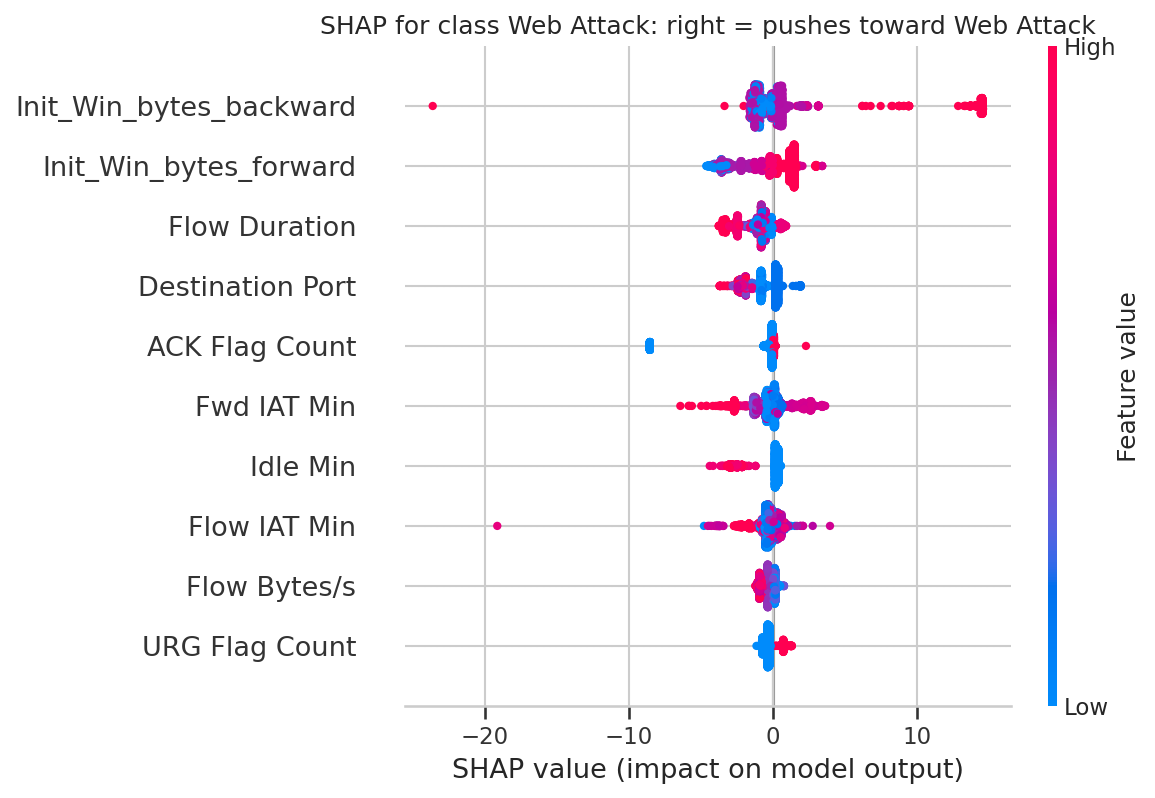 SHAP for class Web Attack: right = pushes toward Web Attack
High
Init_Win_bytes_backward
Init_Win_bytes_forward
Flow Duration
Destination Port
ACK Flag Count
Fwd IAT Min
Idle Min
Flow IAT Min
Flow Bytes/s
URG Flag Count
Feature value
Low
−20
−10
0
10
SHAP value (impact on model output)